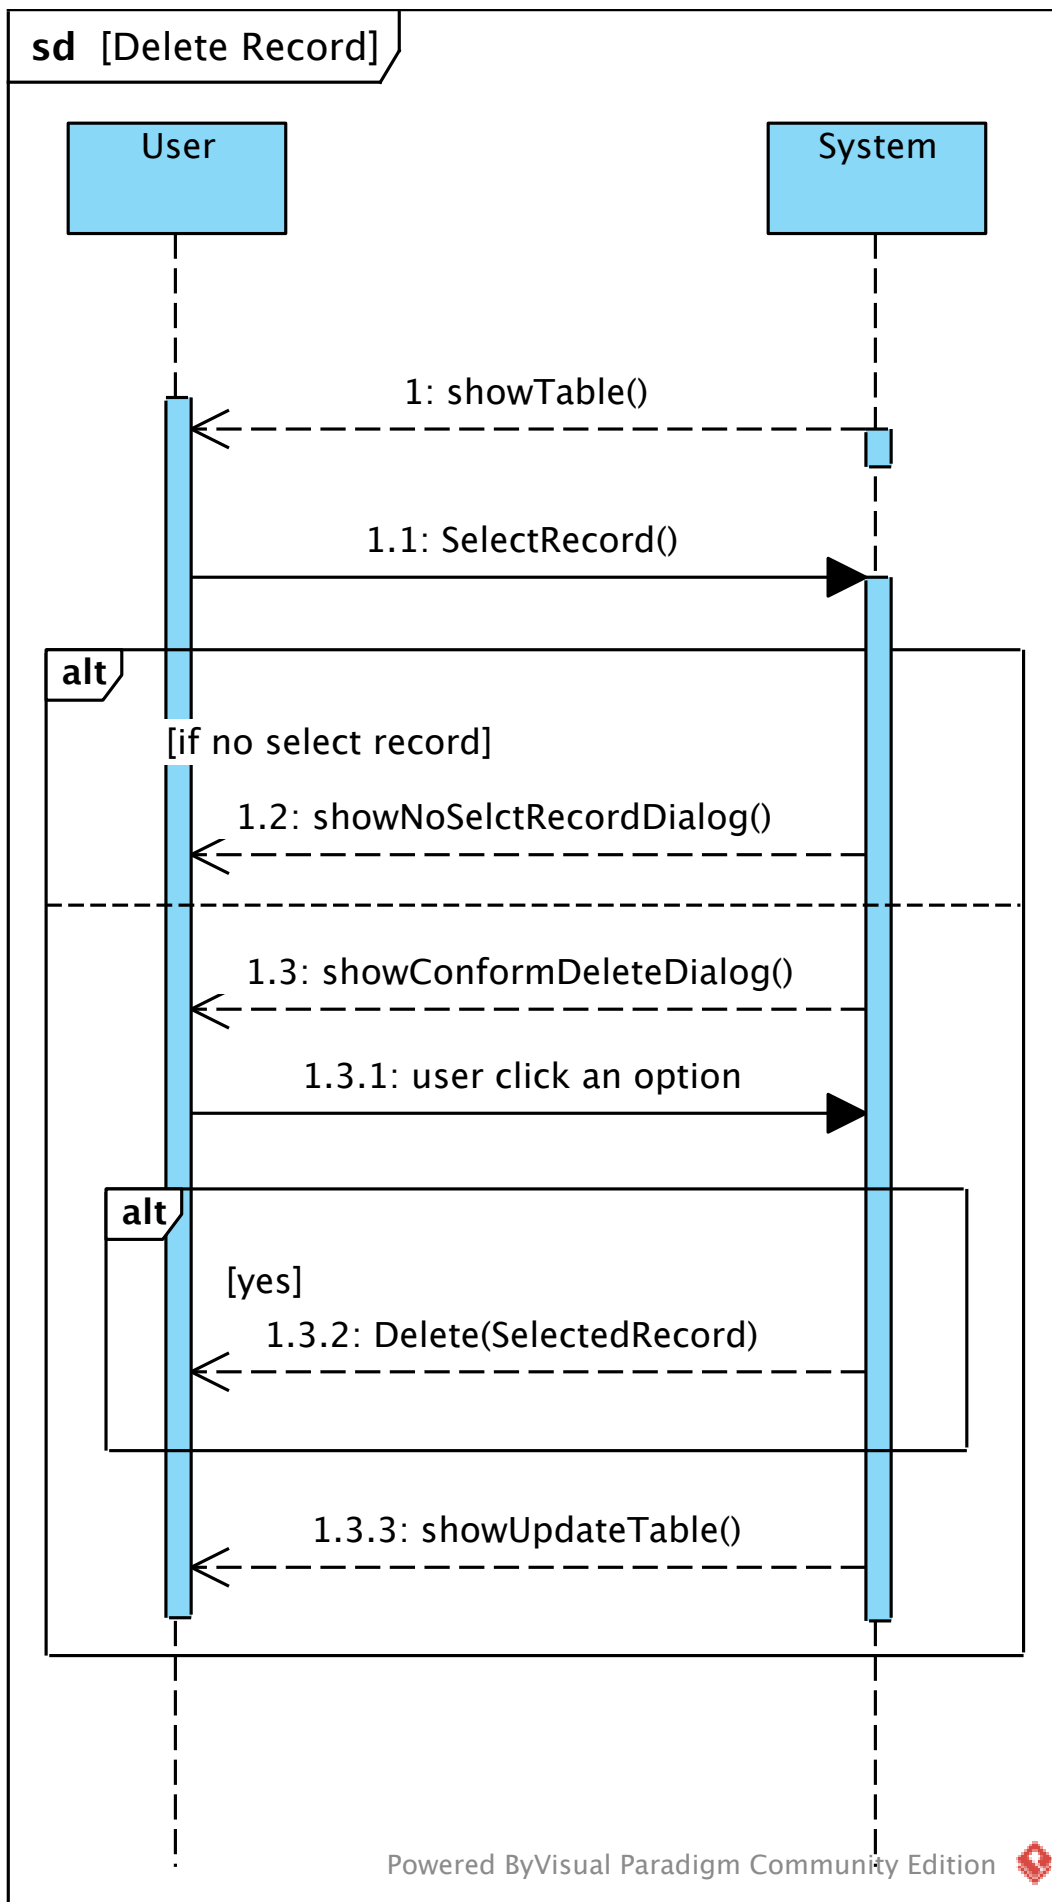 sd [Delete Record]
User
System
1: showTable()
1.1: SelectRecord()
alt
[if no select record]
1.2: showNoSelctRecordDialog()
1.3: showConformDeleteDialog()
1.3.1: user click an option
alt
[yes]
1.3.2: Delete(SelectedRecord)
1.3.3: showUpdateTable()
Powered ByVisual Paradigm Community Edition